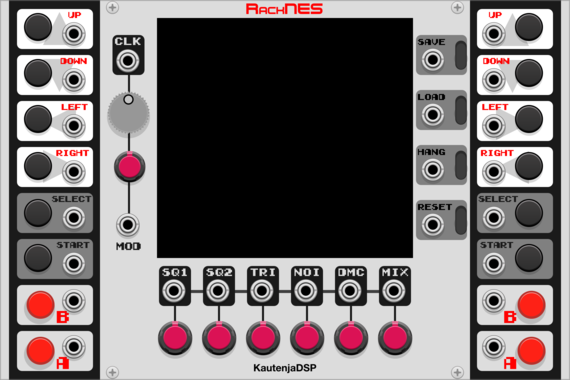 RackNES
UP
DOWN
LEFT
RIGHT
SELECT
START
B
A
CLK
MOD
SAVE
LOAD
HANG
RESET
SQ1 SQ2 TRI NOI DMC MIX
KautenjaDSP
UP
DOWN
LEFT
RIGHT
SELECT
START
B
A